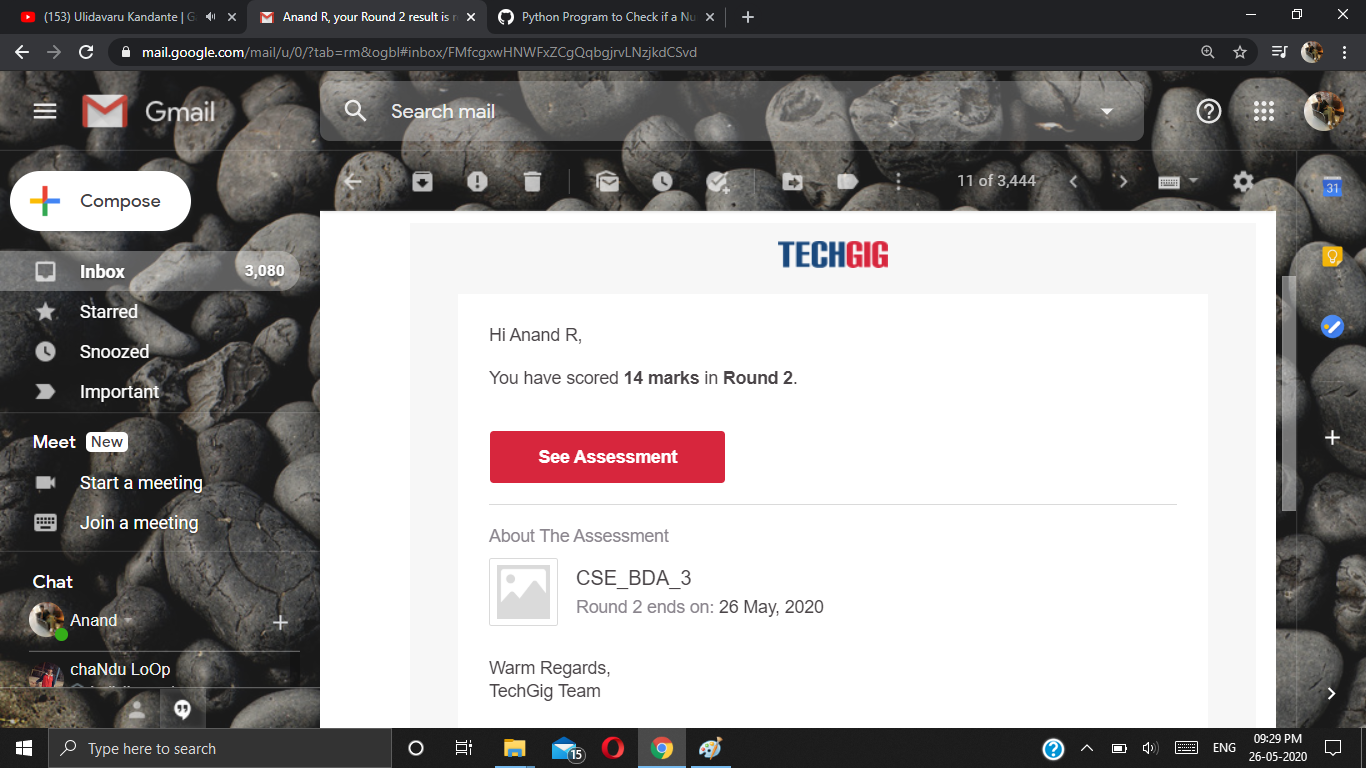 (153) Ulidavaru Kandante | G
Anand R, your Round 2 result is
Python Program to Check if a Nu
mail.google.com/mail/u/0/?tab=rm&ogbl#inbox/FMfcgxwHNWFxZCgQqbgjrvLNzjkdCSvd
Gmail
Search mail
Compose
11 of 3,444
31
Inbox 3,080
Starred
Snoozed
Important
Meet New
Start a meeting
Join a meeting
Chat
Anand
chaNdu LoOp
TECHGIG
Hi Anand R,
You have scored 14 marks in Round 2.
See Assessment
About The Assessment
CSE_BDA_3
Round 2 ends on: 26 May, 2020
Warm Regards,
TechGig Team
Type here to search
15
ENG
09:29 PM
26-05-2020